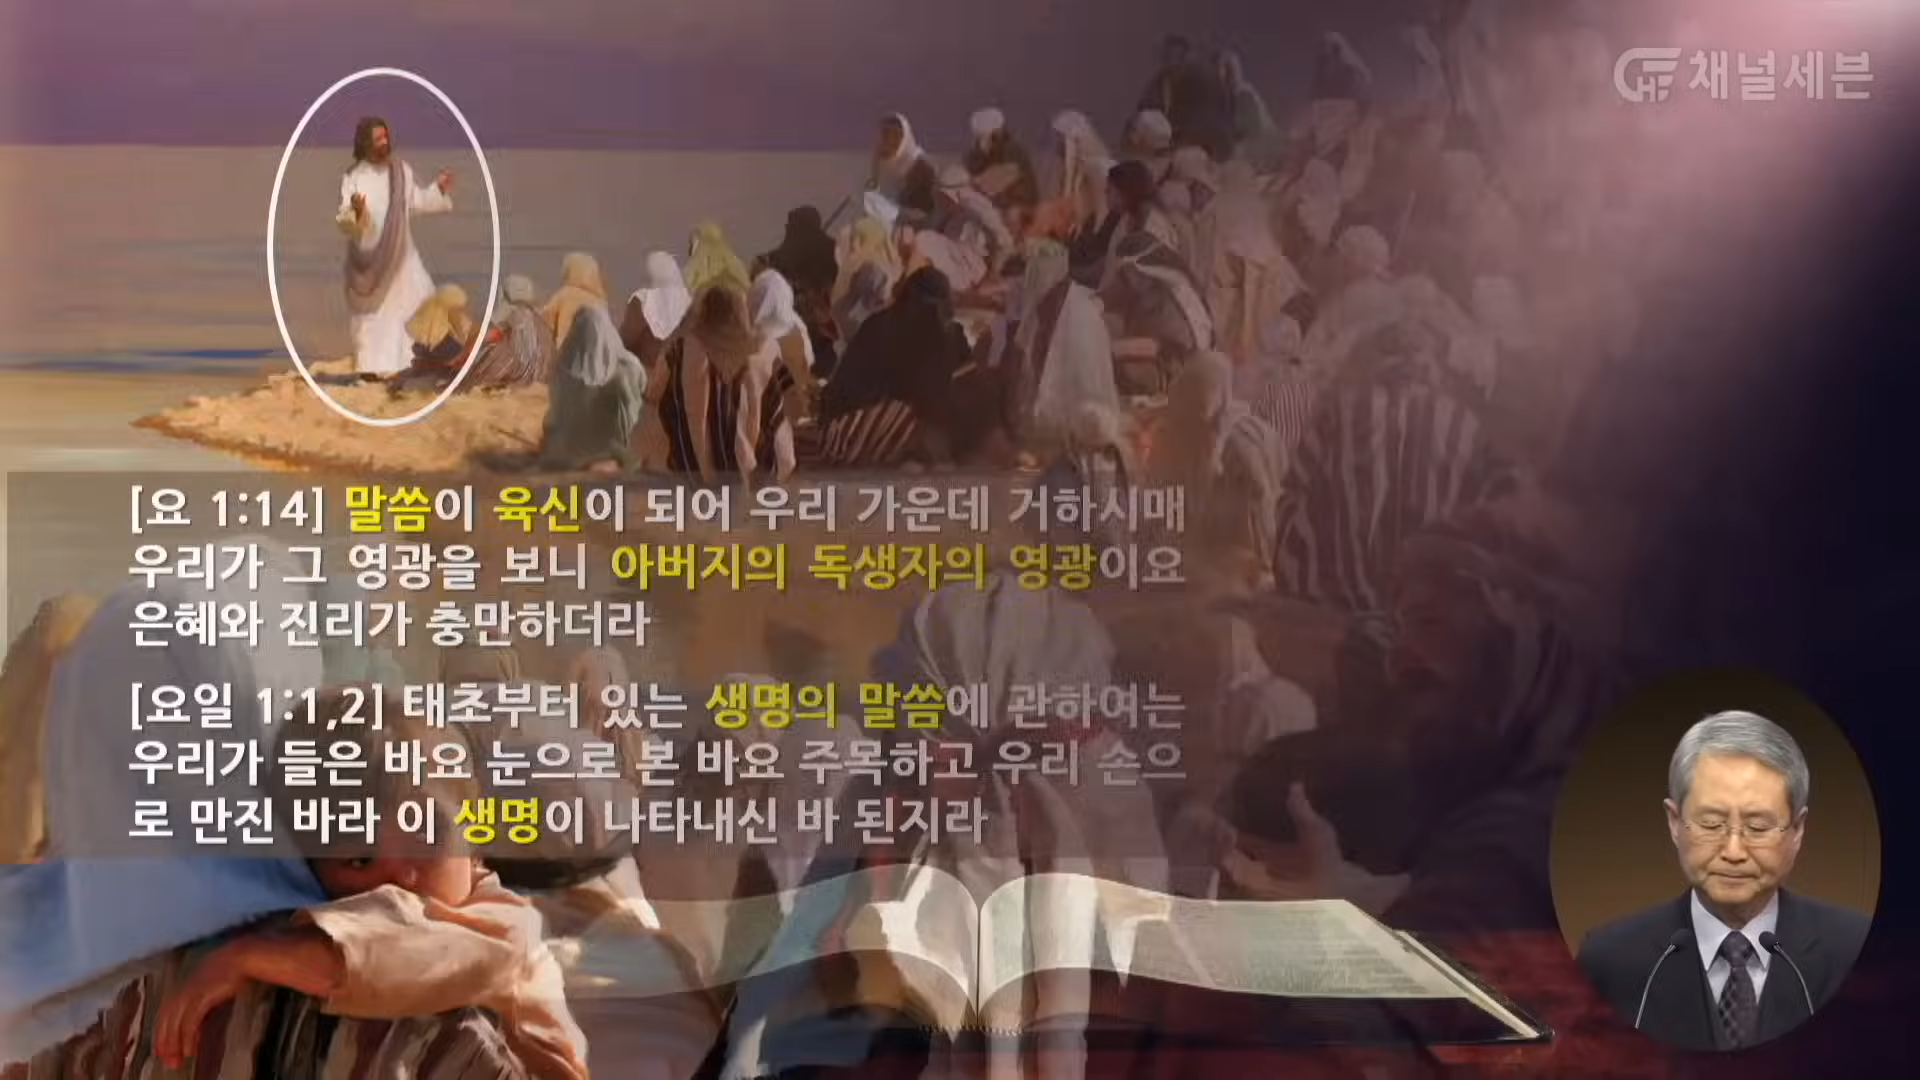 채널세븐
[요 1:14] 말씀이 육신이 되어 우리 가운데 거하시매
우리가 그 영광을 보니 아버지의 독생자의 영광이요
은혜와 진리가 충만하더라
[요일 1:1,2] 태초부터 있는 생명의 말씀에 관하여는
우리가 들은 바요 눈으로 본 바요 주목하고 우리 손으
로 만진 바라 이 생명이 나타내신 바 된지라